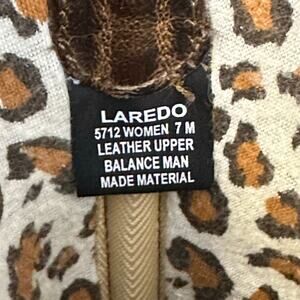 LAREDO
5712 WOMEN 7 M
LEATHER UPPER
BALANCE MAN
MADE MATERIAL